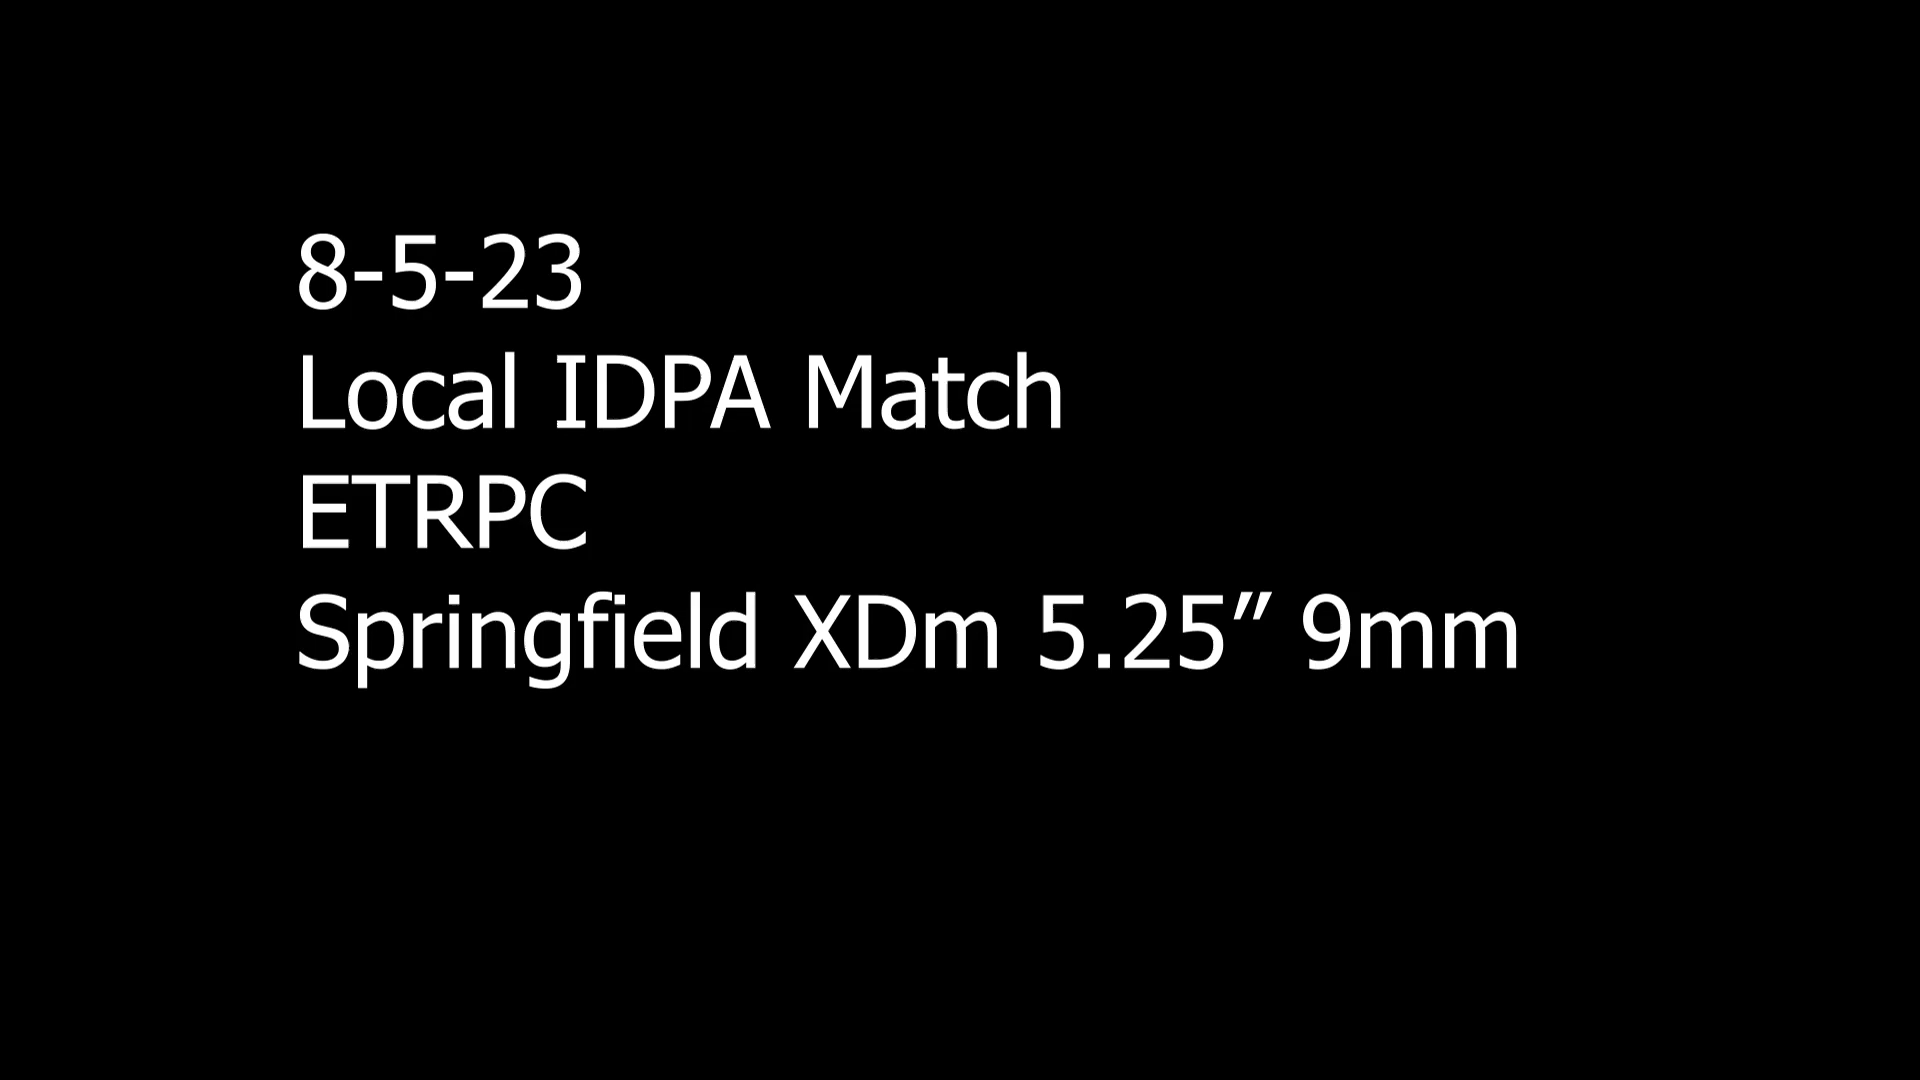 8-5-23
Local IDPA Match
ETRPC
Springfield XDm 5.25” 9mm